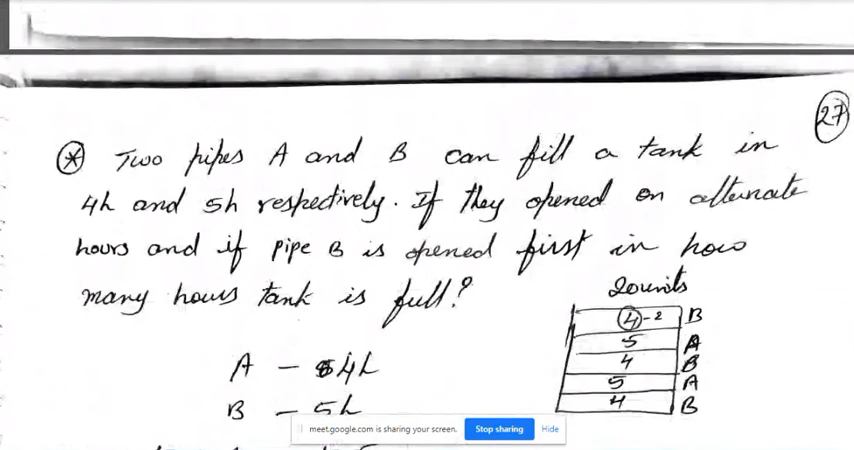 27
* Two pipes A and B can fill a tank in
4h and 5h respectively. If they opened on alternate
hours and if pipe B is opened first in how
many hours tank is full?
20units
4-2 B
5 A
A - 4h
4 B
5 A
B - 5h
4 B
meet.google.com is sharing your screen. Stop sharing Hide